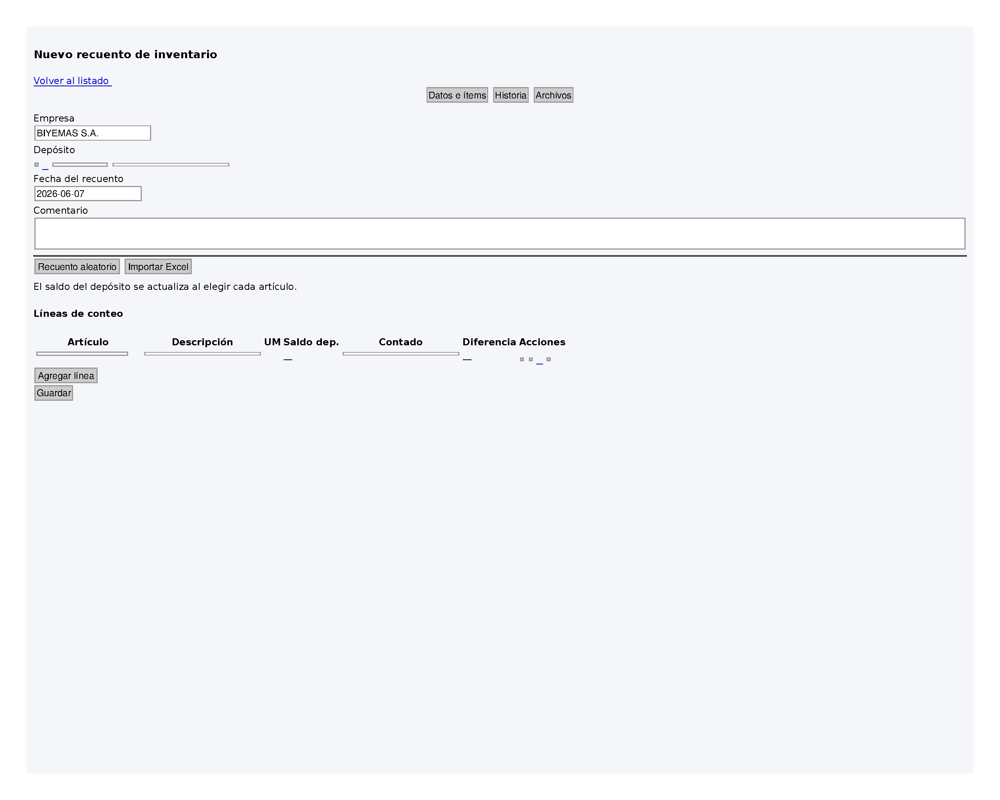 Nuevo recuento de inventario
Volver al listado
Datos e ítems Historia Archivos
Empresa
BIYEMAS S.A.
Depósito
Fecha del recuento
2026-06-07
Comentario
Recuento aleatorio Importar Excel
El saldo del depósito se actualiza al elegir cada artículo.
Líneas de conteo
Artículo Descripción UM Saldo dep. Contado Diferencia Acciones
— —
Agregar línea
Guardar